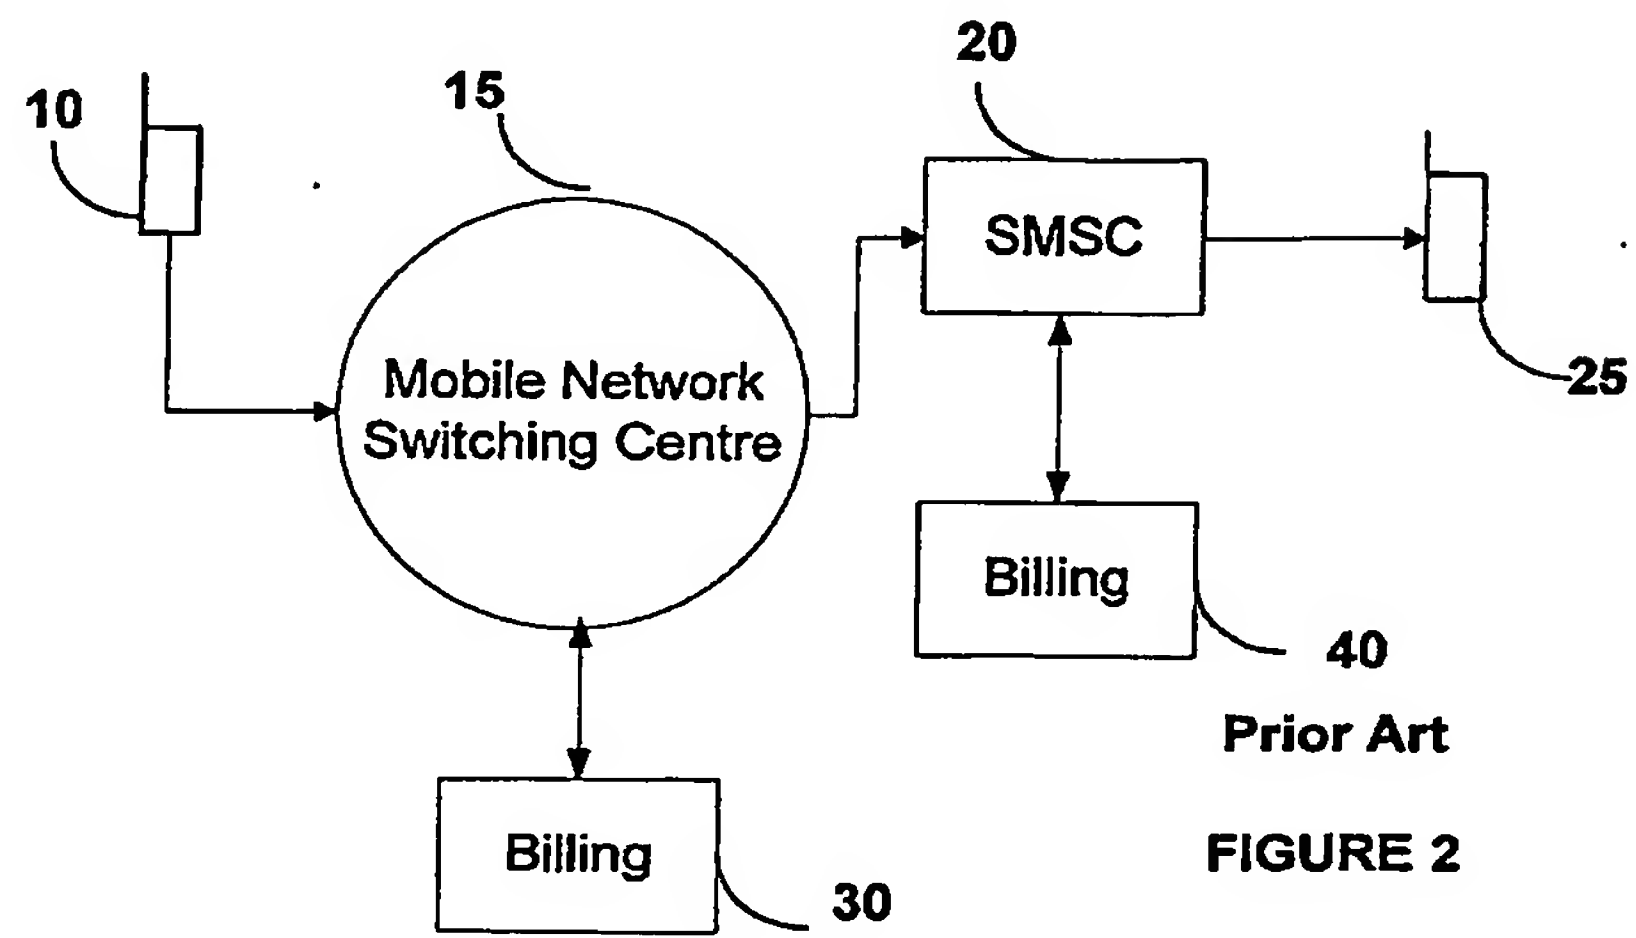 10
15
20
SMSC
25
Mobile Network
Switching Centre
Billing
40
Prior Art
Billing
30
FIGURE 2